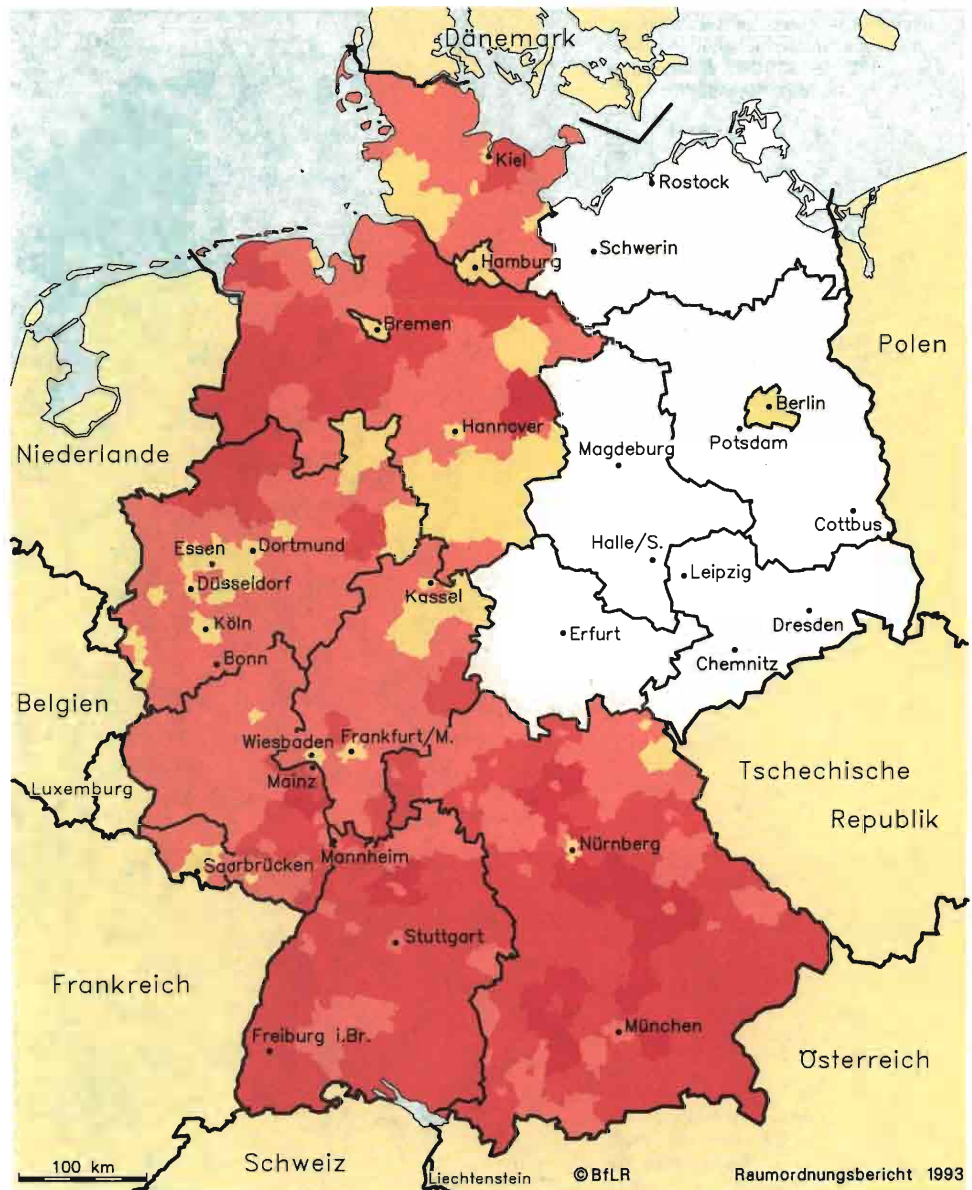 Dänemark
Kiel
Rostock
Schwerin
Hamburg
Bremen
Polen
Berlin
Potsdam
Hannover
Niederlande
Magdeburg
Cottbus
Essen
Dortmund
Halle/S.
Leipzig
Düsseldorf
Kassel
Köln
Erfurt
Dresden
Bonn
Chemnitz
Belgien
Wiesbaden
Frankfurt/M.
Mainz
Luxemburg
Tschechische
Republik
Saarbrücken
Mannheim
Nürnberg
Stuttgart
Frankreich
Freiburg i.Br.
München
Österreich
100 km
Schweiz
Liechtenstein
©BfLR
Raumordnungsbericht 1993